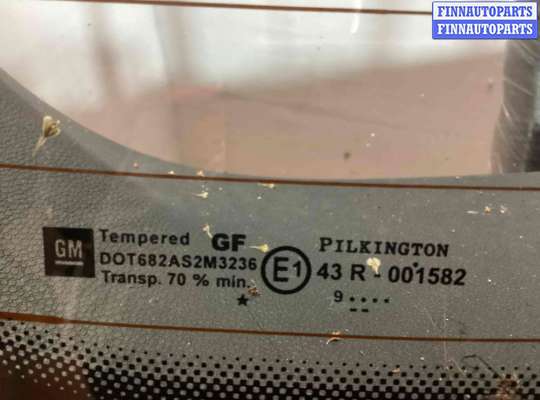 FINNAUTOPARTS
FINNAUTOPARTS
GM
Tempered GF
DOT682AS2M3236
Transp. 70 % min.
E1
PILKINGTON
43 R - 001582
9 ....
--